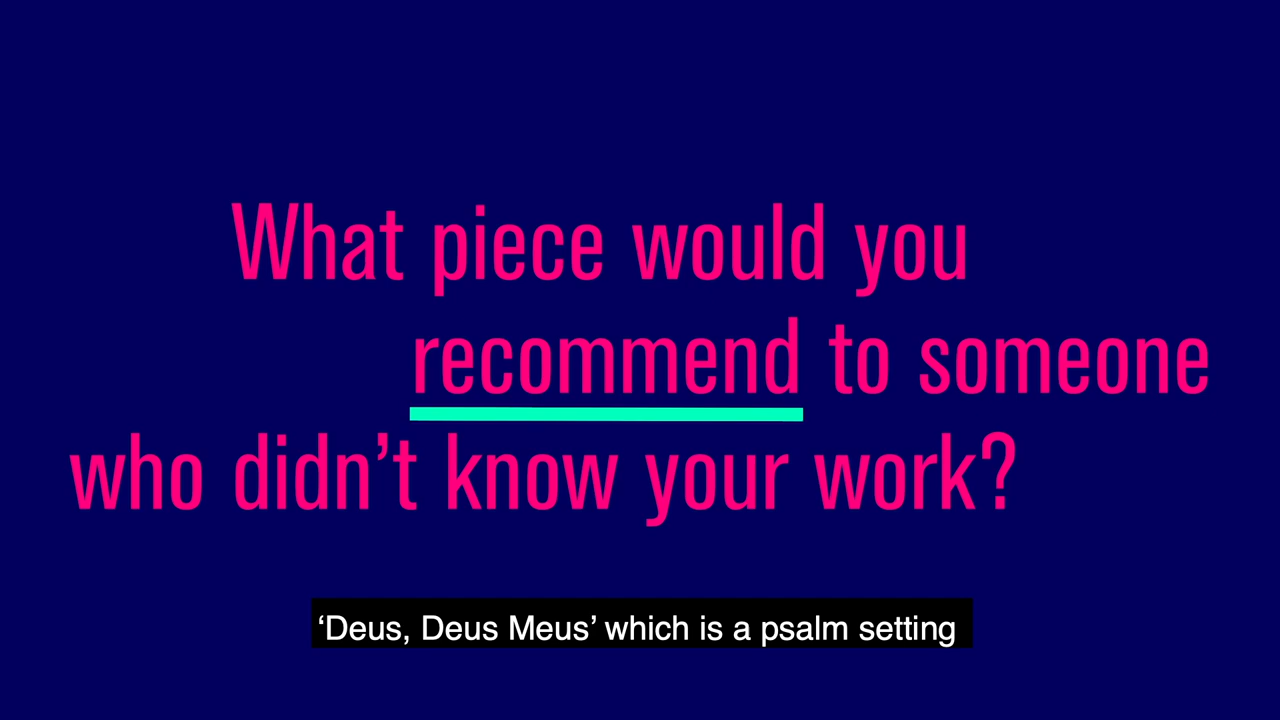 What piece would you
recommend to someone
who didn’t know your work?
‘Deus, Deus Meus’ which is a psalm setting